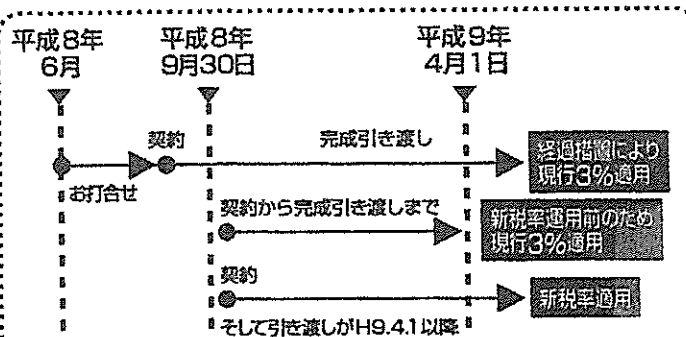 平成8年
6月
平成8年
9月30日
平成9年
4月1日
契約
完成引き渡し
お打合せ
経過措置により
現行3%適用
契約から完成引き渡しまで
新税率適用前のため
現行3%適用
契約
新税率適用
そして引き渡しがH9.4.1以降